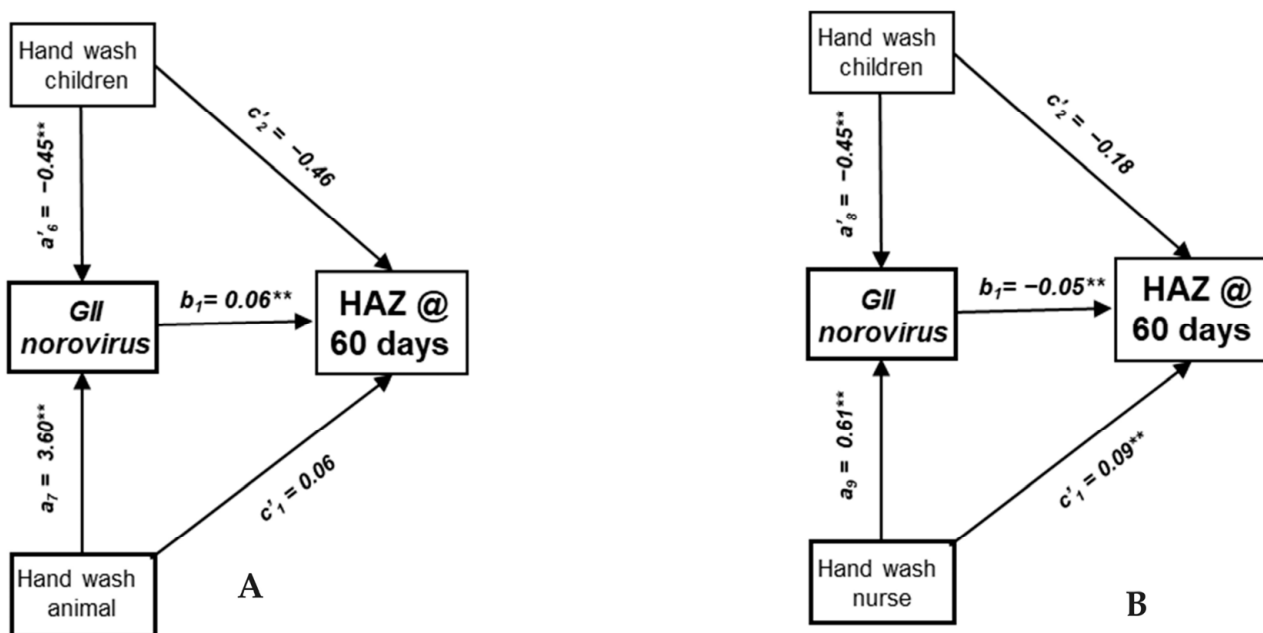 Hand wash
children
a'6 = −0.45**
c'2 = −0.46
GII
norovirus
b1= 0.06**
HAZ @
60 days
a7 = 3.60**
c'1 = 0.06
Hand wash
animal
A
Hand wash
children
a'8 = −0.45**
c'2 = −0.18
GII
norovirus
b1= −0.05**
HAZ @
60 days
a9 = 0.61**
c'1 = 0.09**
Hand wash
nurse
B